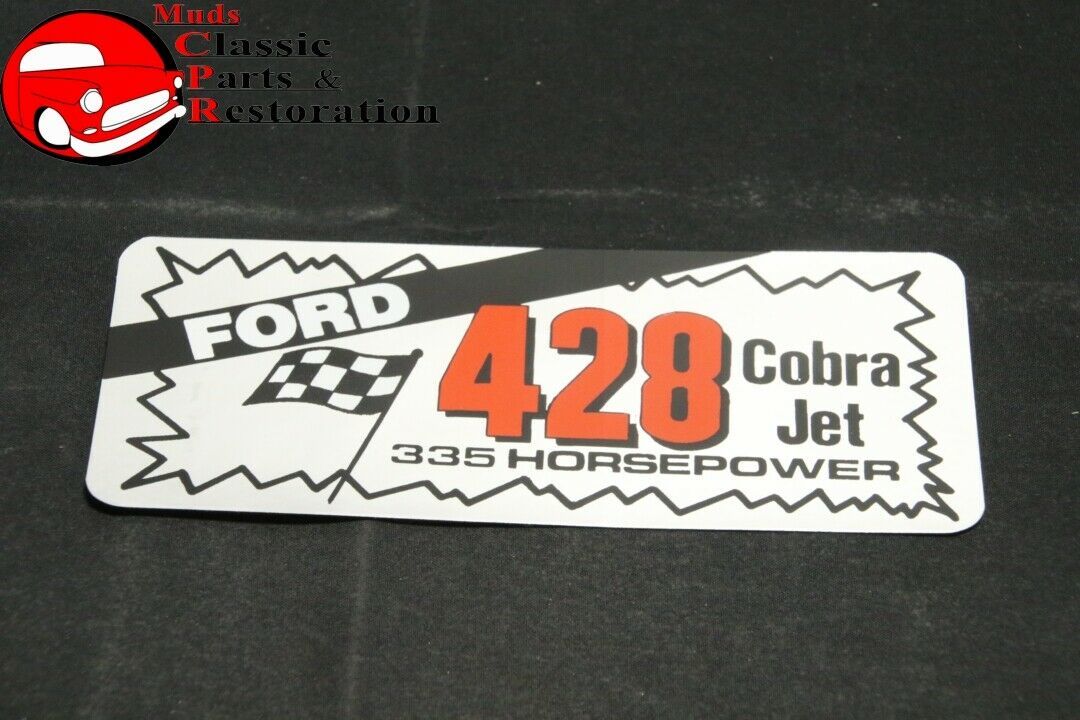 Muds
Classic
Parts &
Restoration
FORD
428 Cobra
Jet
335 HORSEPOWER